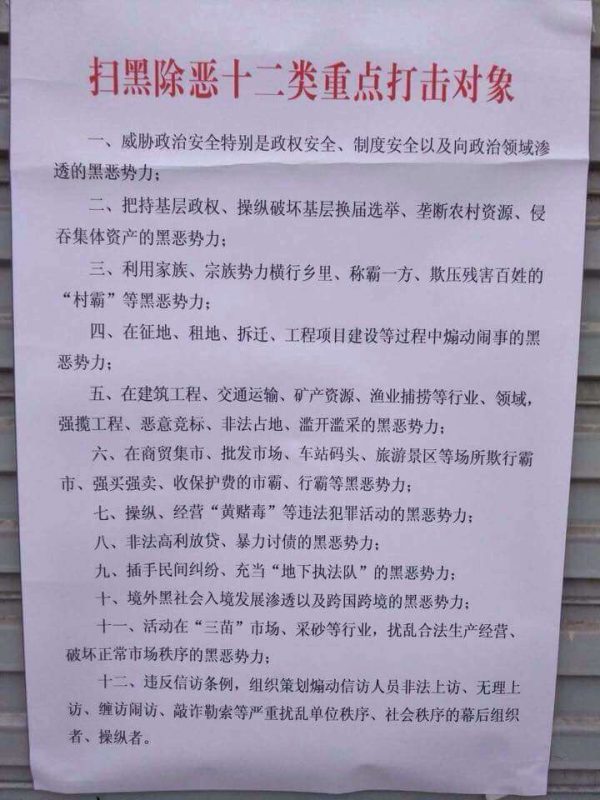 扫黑除恶十二类重点打击对象
一、威胁政治安全特别是政权安全、制度安全以及向政治领域渗
透的黑恶势力；
二、把持基层政权、操纵破坏基层换届选举、垄断农村资源、侵
吞集体资产的黑恶势力；
三、利用家族、宗族势力横行乡里、称霸一方、欺压残害百姓的
“村霸”等黑恶势力；
四、在征地、租地、拆迁、工程项目建设等过程中煽动闹事的黑
恶势力；
五、在建筑工程、交通运输、矿产资源、渔业捕捞等行业、领域，
强揽工程、恶意竞标、非法占地、滥开滥采的黑恶势力；
六、在商贸集市、批发市场、车站码头、旅游景区等场所欺行霸
市、强买强卖、收保护费的市霸、行霸等黑恶势力；
七、操纵、经营“黄赌毒”等违法犯罪活动的黑恶势力；
八、非法高利放贷、暴力讨债的黑恶势力；
九、插手民间纠纷、充当“地下执法队”的黑恶势力；
十、境外黑社会入境发展渗透以及跨国跨境的黑恶势力；
十一、活动在“三苗”市场、采砂等行业，扰乱合法生产经营、
破坏正常市场秩序的黑恶势力；
十二、违反信访条例，组织策划煽动信访人员非法上访、无理上
访、缠访闹访、敲诈勒索等严重扰乱单位秩序、社会秩序的幕后组织
者、操纵者。